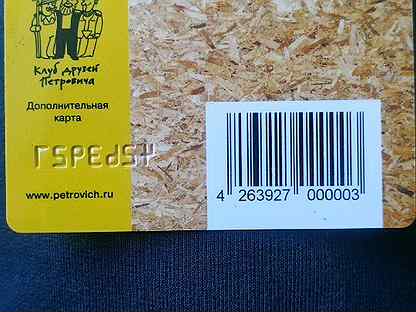 Клуб друзей
Петровича
Дополнительная
карта
www.petrovich.ru
4 263927 000003